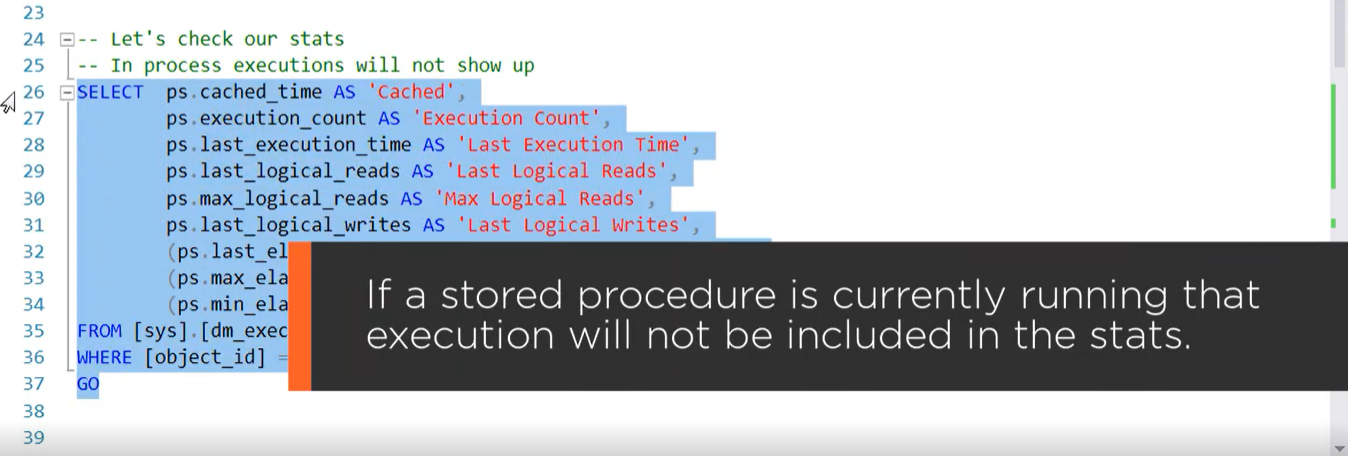 23
24 -- Let's check our stats
25 -- In process executions will not show up
26 SELECT ps.cached_time AS 'Cached',
27 ps.execution_count AS 'Execution Count',
28 ps.last_execution_time AS 'Last Execution Time',
29 ps.last_logical_reads AS 'Last Logical Reads',
30 ps.max_logical_reads AS 'Max Logical Reads',
31 ps.last_logical_writes AS 'Last Logical Writes',
32 (ps.last_el
33 (ps.max_ela
34 (ps.min_ela
35 FROM [sys].[dm_exec
36 WHERE [object_id] =
37 GO
38
39
If a stored procedure is currently running that
execution will not be included in the stats.